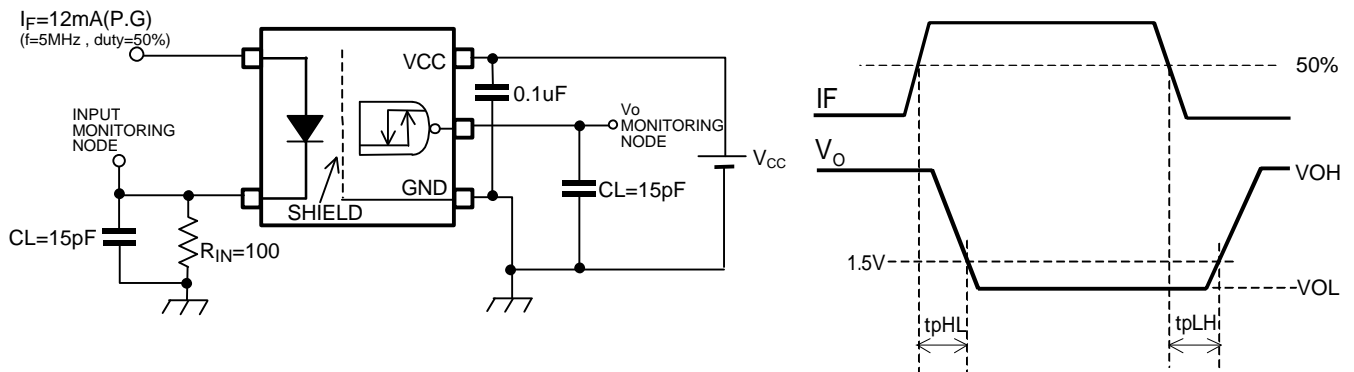 IF=12mA(P.G)
(f=5MHz , duty=50%)
INPUT
MONITORING
NODE
CL=15pF
RIN=100
SHIELD
VCC
GND
0.1uF
Vo
MONITORING
NODE
CL=15pF
VCC
50%
IF
VO
VOH
1.5V
VOL
tpHL
tpLH